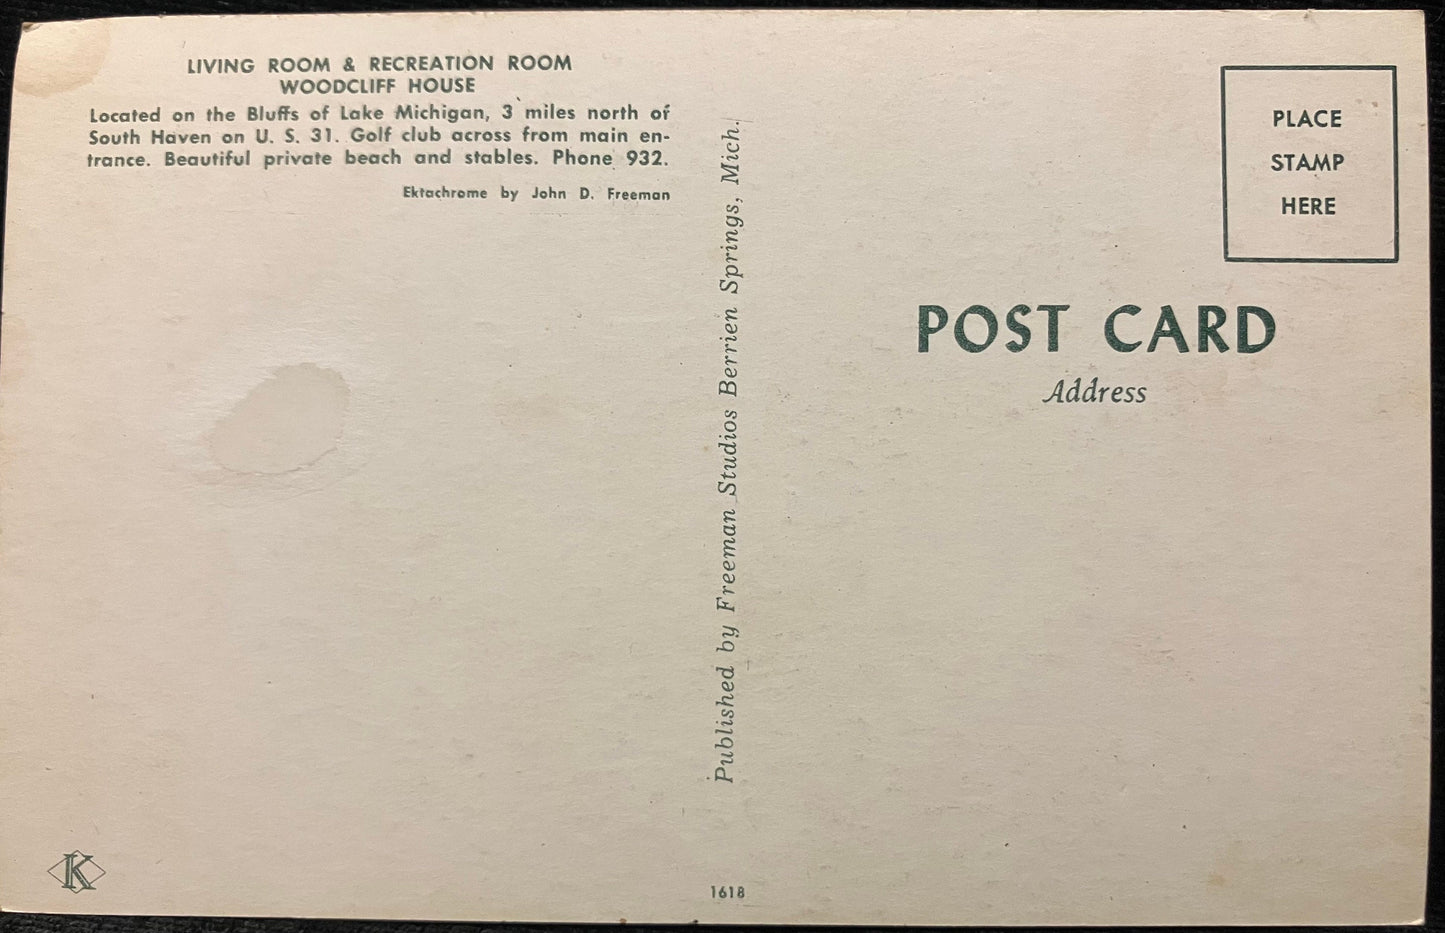 LIVING ROOM & RECREATION ROOM
WOODCLIFF HOUSE
Located on the Bluffs of Lake Michigan, 3 miles north of
South Haven on U. S. 31. Golf club across from main en-
trance. Beautiful private beach and stables. Phone 932.
Ektachrome by John D. Freeman
Published by Freeman Studios Berrien Springs, Mich.
PLACE
STAMP
HERE
POST CARD
Address
K
1618